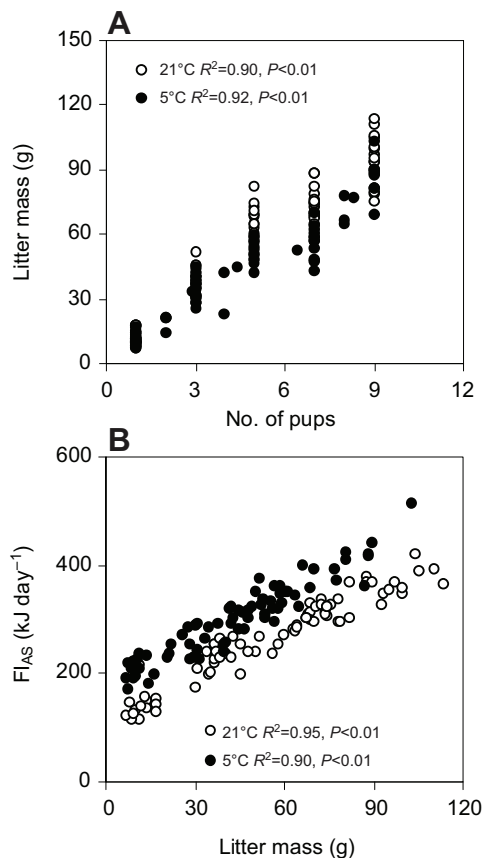 A
150
120
90
60
30
0
Litter mass (g)
21°C R²=0.90, P<0.01
5°C R²=0.92, P<0.01
0 3 6 9 12
No. of pups
B
600
400
200
0
FI_AS (kJ day⁻¹)
21°C R²=0.95, P<0.01
5°C R²=0.90, P<0.01
0 30 60 90 120
Litter mass (g)